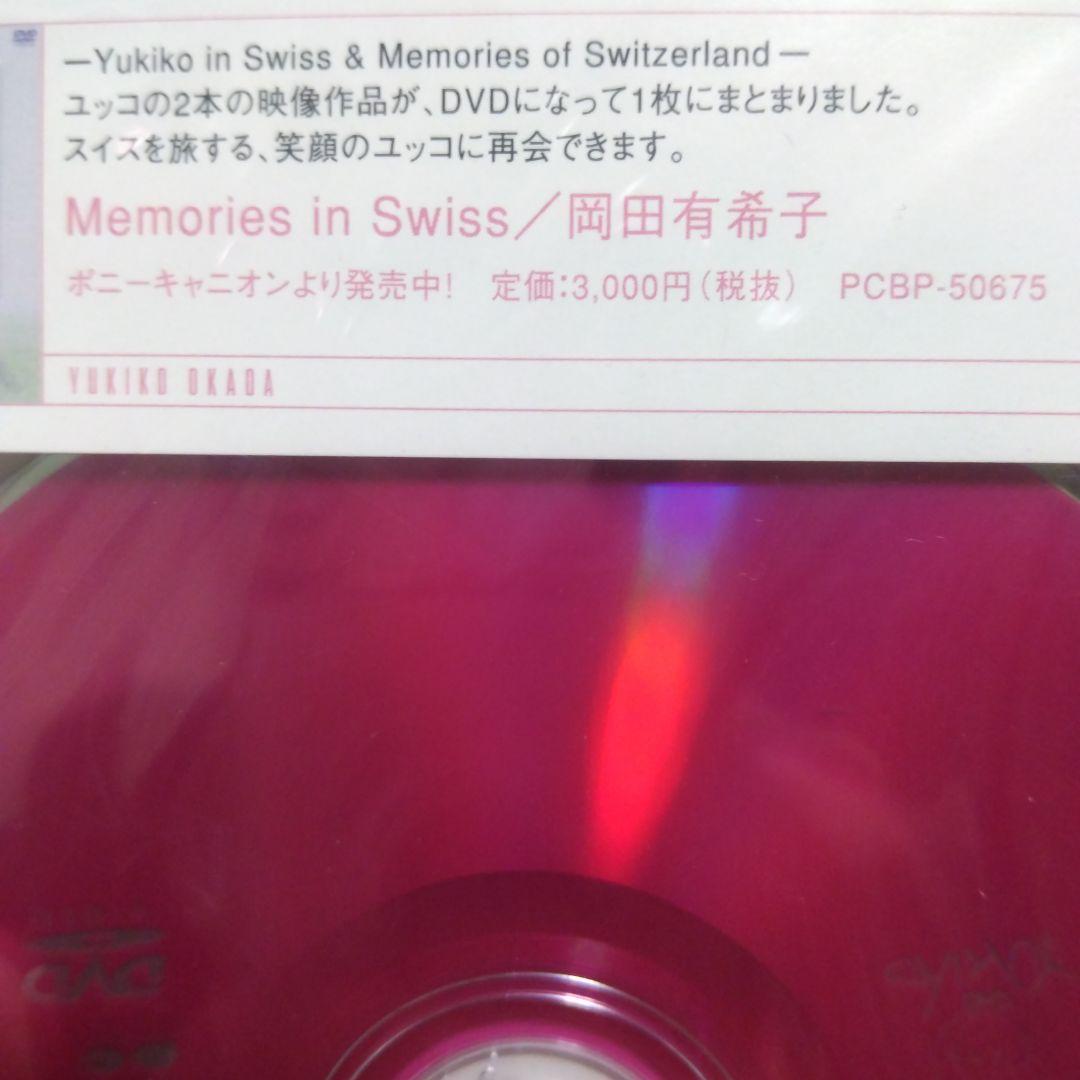 DVD
—Yukiko in Swiss & Memories of Switzerland—
ユッコの2本の映像作品が、DVDになって1枚にまとまりました。
スイスを旅する、笑顔のユッコに再会できます。
Memories in Swiss／岡田有希子
ポニーキャニオンより発売中!　定価:3,000円(税抜)　PCBP-50675
YUKIKO OKADA
DVD